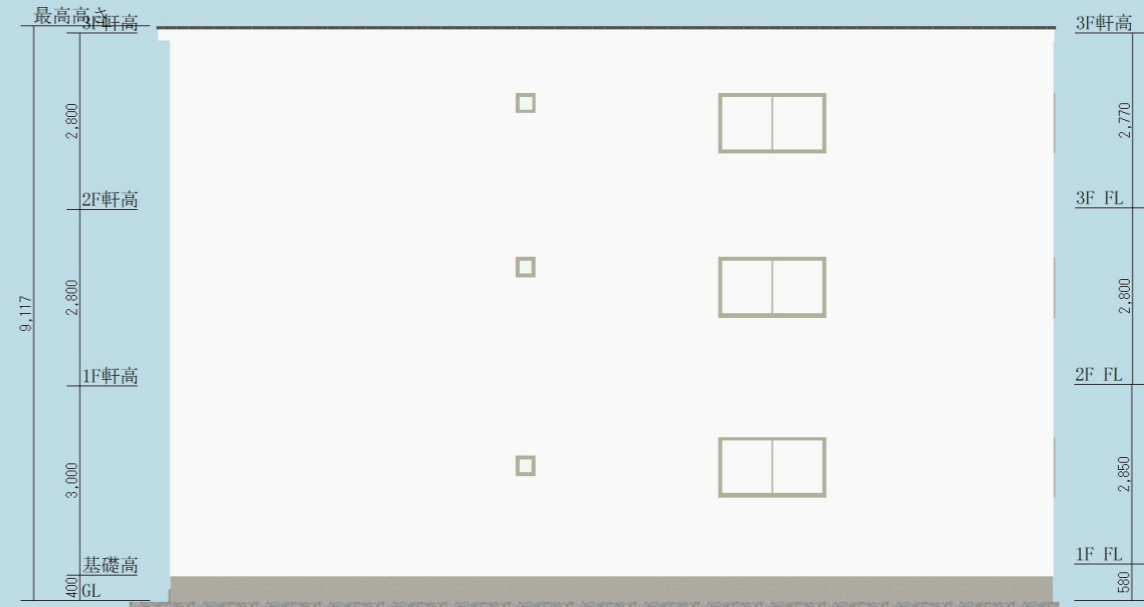 最高高さ
3F軒高
2,800
2F軒高
2,800
9,117
1F軒高
3,000
基礎高
400
GL
3F軒高
2,770
3F FL
2,800
2F FL
2,850
1F FL
580